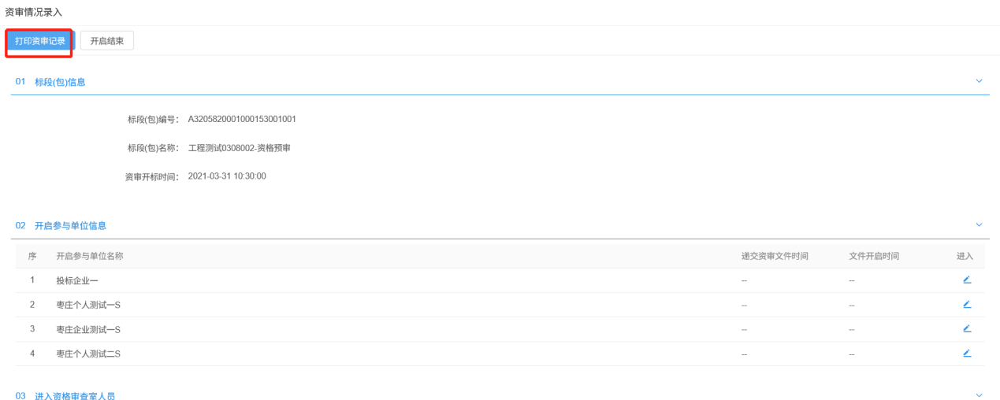 资审情况录入
打印资审记录 开启结束
01 标段(包)信息
标段(包)编号： A3205820001000153001001
标段(包)名称： 工程测试0308002-资格预审
资审开标时间： 2021-03-31 10:30:00
02 开启参与单位信息
序 开启参与单位名称 递交资审文件时间 文件开启时间 进入
1 投标企业一 -- --
2 枣庄个人测试一S -- --
3 枣庄企业测试一S -- --
4 枣庄个人测试二S -- --
03 进入资格审查室人员